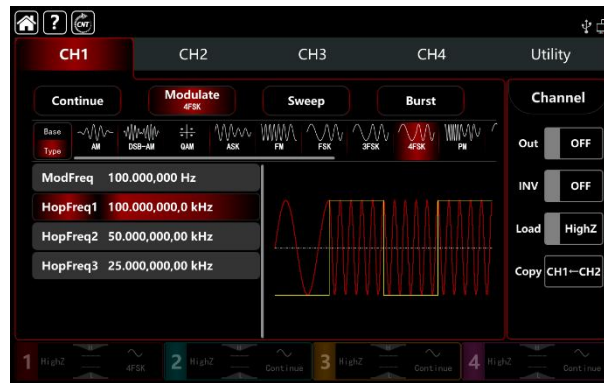 ? CNT
CH1 CH2 CH3 CH4 Utility
Continue Modulate Sweep Burst Channel
4FSK
Base
Type AM DSB-AM QAM ASK FM FSK 3FSK 4FSK PM
Out OFF
ModFreq 100.000,000 Hz
INV OFF
HopFreq1 100.000,000,0 kHz
HopFreq2 50.000,000,00 kHz
Load HighZ
HopFreq3 25.000,000,00 kHz
Copy CH1←CH2
1 HighZ 4FSK 2 HighZ Continue 3 HighZ Continue 4 HighZ Continue